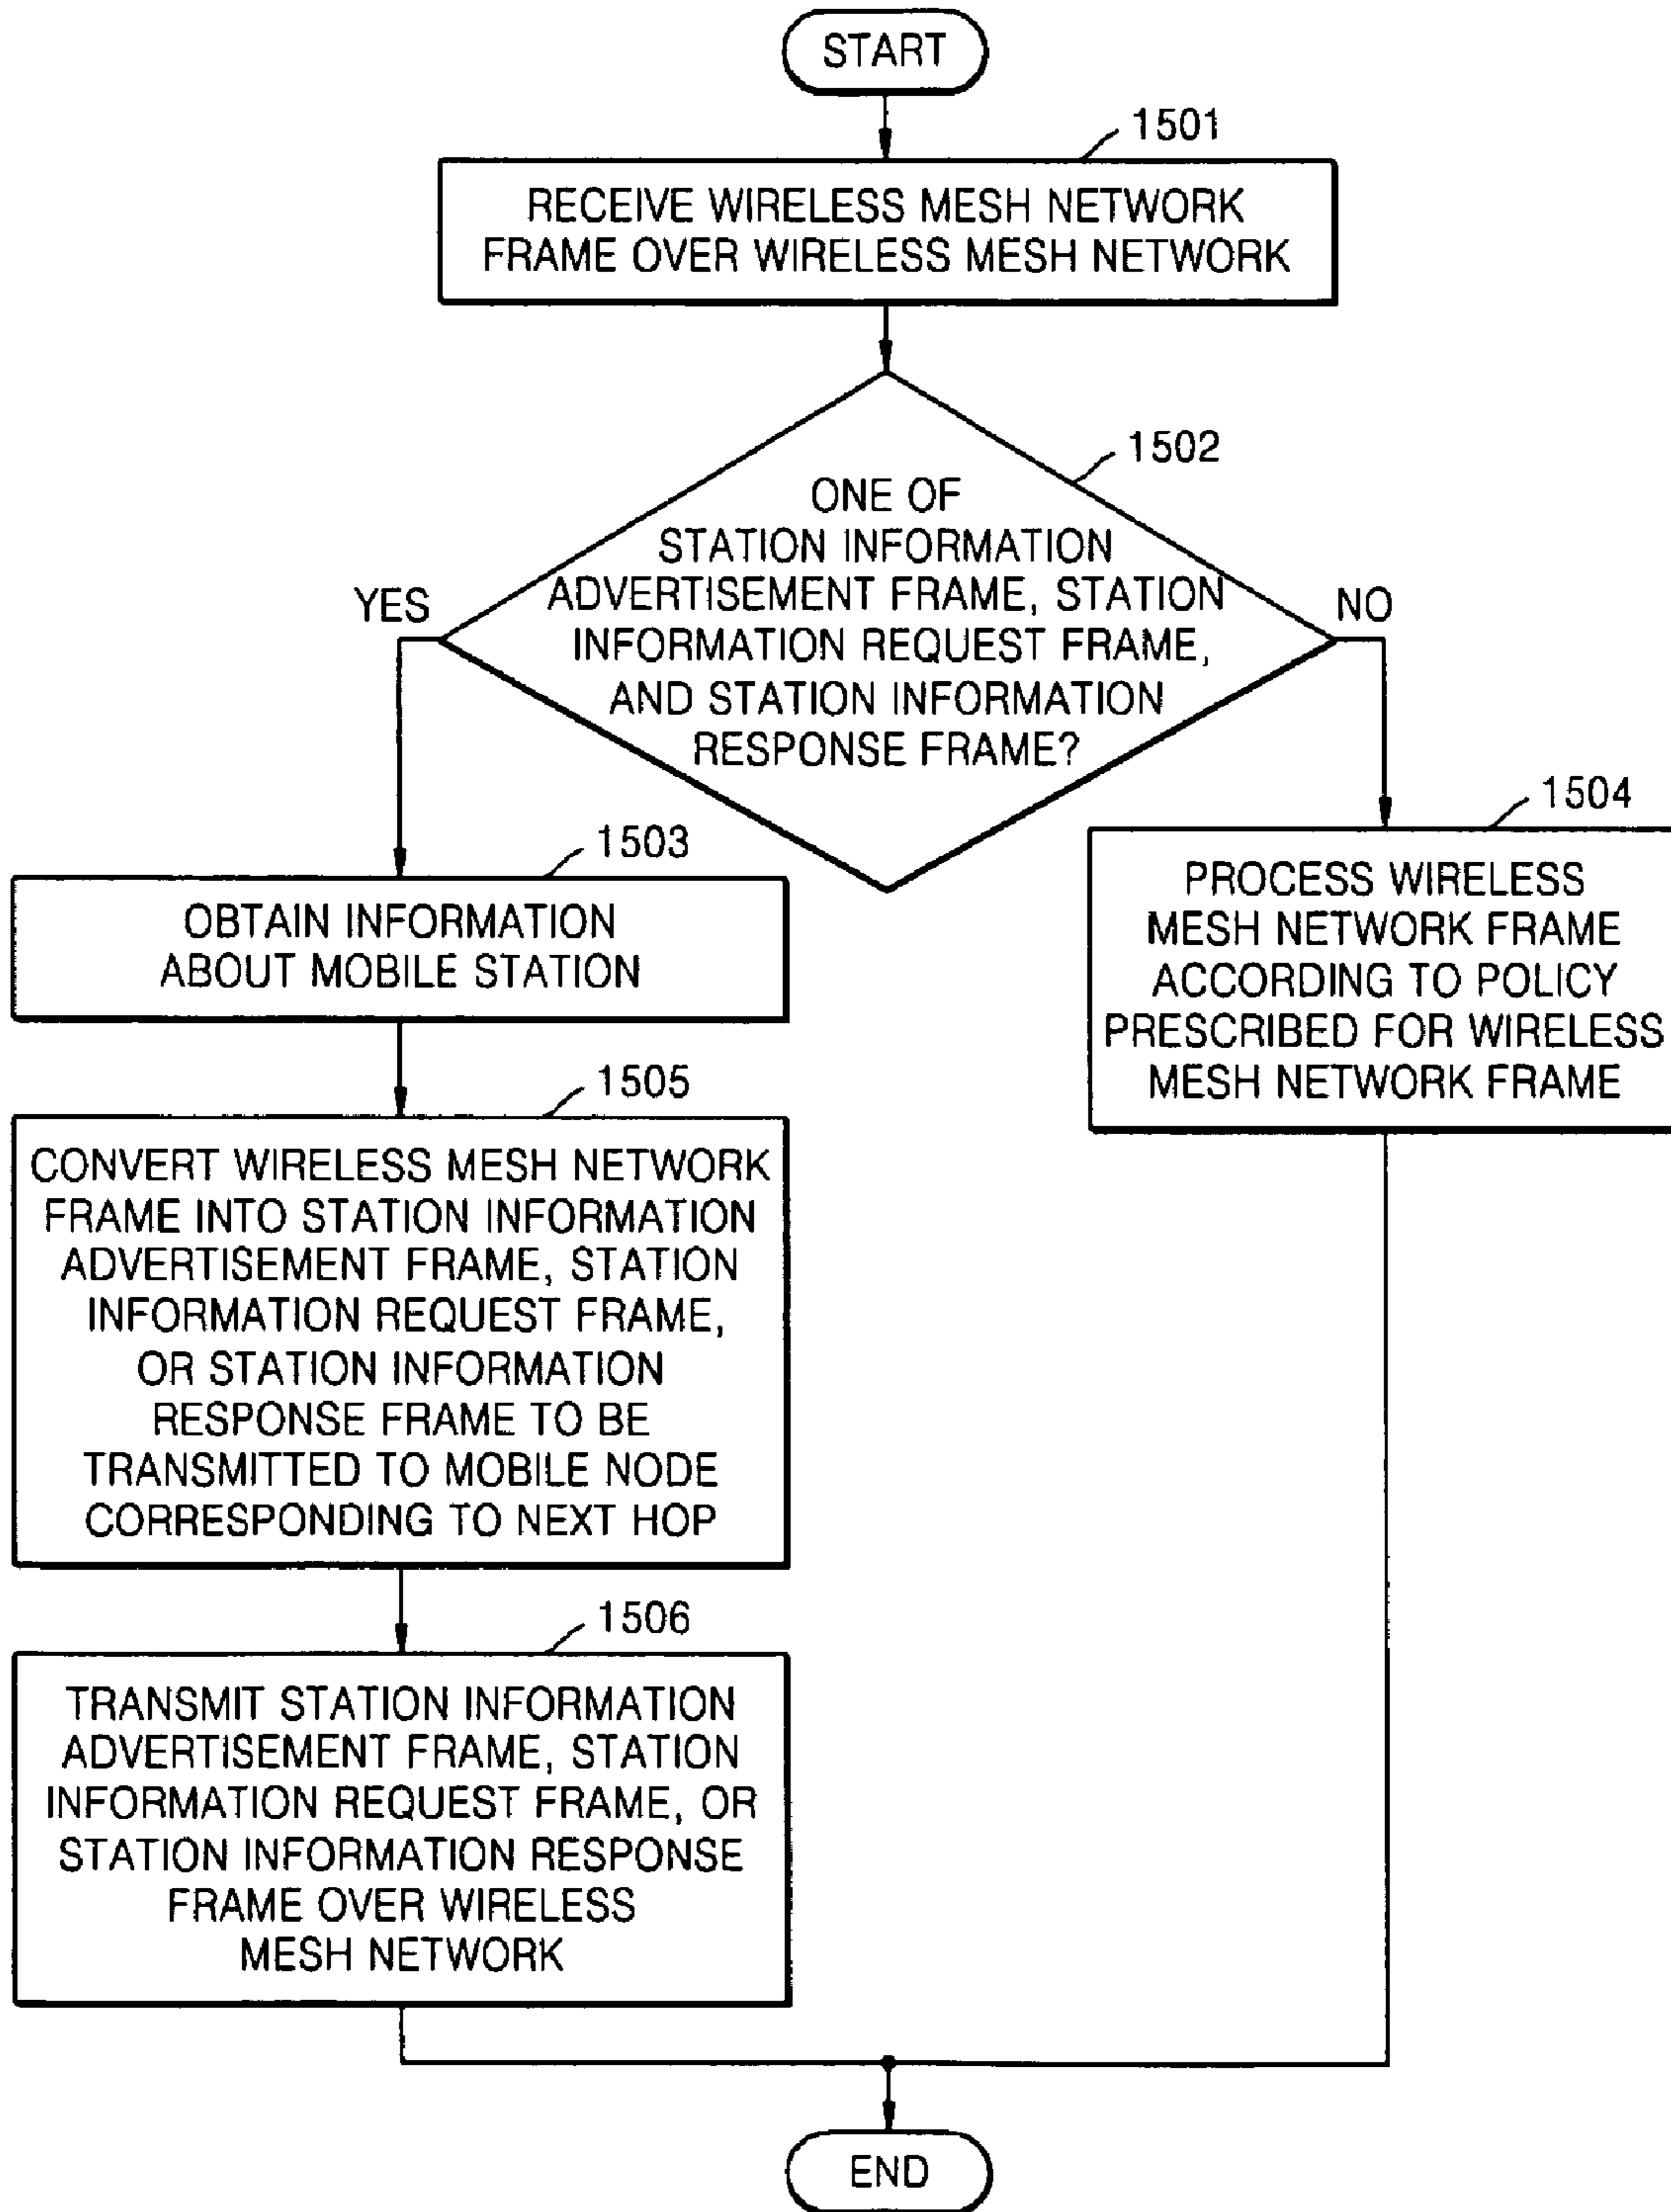 START
1501
RECEIVE WIRELESS MESH NETWORK
FRAME OVER WIRELESS MESH NETWORK
1502
ONE OF
STATION INFORMATION
ADVERTISEMENT FRAME, STATION
INFORMATION REQUEST FRAME,
AND STATION INFORMATION
RESPONSE FRAME?
YES
NO
1503
OBTAIN INFORMATION
ABOUT MOBILE STATION
1504
PROCESS WIRELESS
MESH NETWORK FRAME
ACCORDING TO POLICY
PRESCRIBED FOR WIRELESS
MESH NETWORK FRAME
1505
CONVERT WIRELESS MESH NETWORK
FRAME INTO STATION INFORMATION
ADVERTISEMENT FRAME, STATION
INFORMATION REQUEST FRAME,
OR STATION INFORMATION
RESPONSE FRAME TO BE
TRANSMITTED TO MOBILE NODE
CORRESPONDING TO NEXT HOP
1506
TRANSMIT STATION INFORMATION
ADVERTISEMENT FRAME, STATION
INFORMATION REQUEST FRAME, OR
STATION INFORMATION RESPONSE
FRAME OVER WIRELESS
MESH NETWORK
END